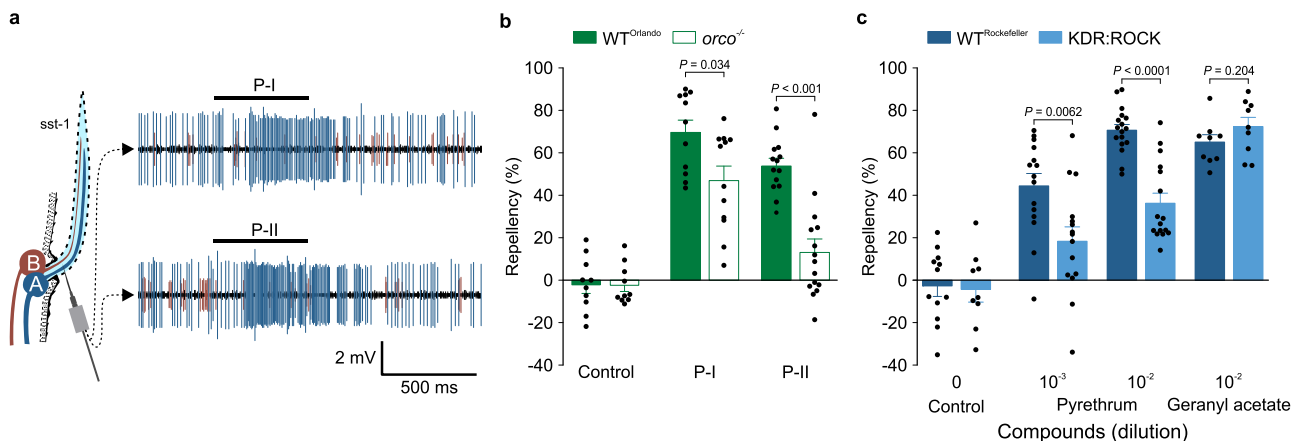 a
sst-1
B
A
P-I
P-II
2 mV
500 ms
b
WT^Orlando orco^-/-
Repellency (%)
100
80
60
40
20
0
-20
-40
P = 0.034
P < 0.001
Control P-I P-II
c
WT^Rockefeller KDR:ROCK
Repellency (%)
100
80
60
40
20
0
-20
-40
P = 0.0062
P < 0.0001
P = 0.204
0 10^-3 10^-2 10^-2
Control Pyrethrum Geranyl acetate
Compounds (dilution)